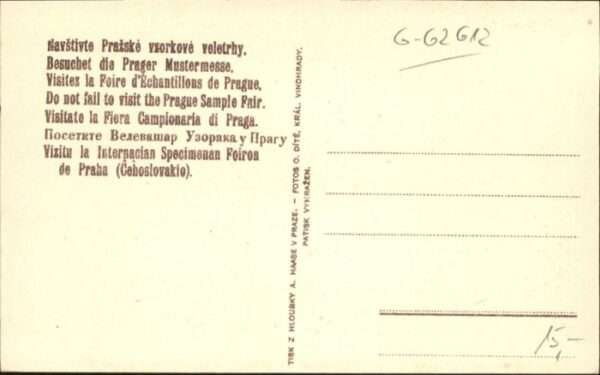 Navštivte Pražské vzorkové veletrhy.
Besuchet die Prager Mustermesse.
Visitez la Foire d'Échantillons de Prague.
Do not fail to visit the Prague Sample Fair.
Visitate la Fiera Campionaria di Praga.
Посетите Велевашар Узорака у Прагу
Vizitu la Internacian Specimenan Foiron
de Praha (Ĉehoslovakio).
TISK Z HLOUBKY A. HAASE V PRAZE. – FOTOS O. DÍTĚ, KRÁL. VINOHRADY.
PATISK VYHRAŽEN.
G-G2612
15,-